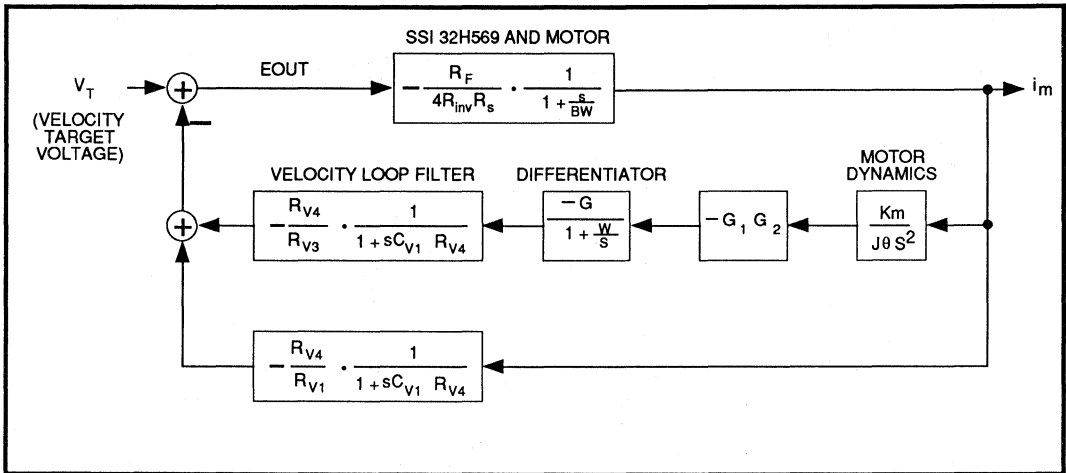 SSI 32H569 AND MOTOR
V_T
(VELOCITY
TARGET
VOLTAGE)
+
EOUT
− R_F / 4R_inv R_s · 1 / 1 + s/BW
i_m
−
VELOCITY LOOP FILTER
DIFFERENTIATOR
MOTOR
DYNAMICS
+
− R_V4 / R_V3 · 1 / 1 + sC_V1 R_V4
− G / 1 + W/S
− G_1 G_2
Km / Jθ S^2
− R_V4 / R_V1 · 1 / 1 + sC_V1 R_V4